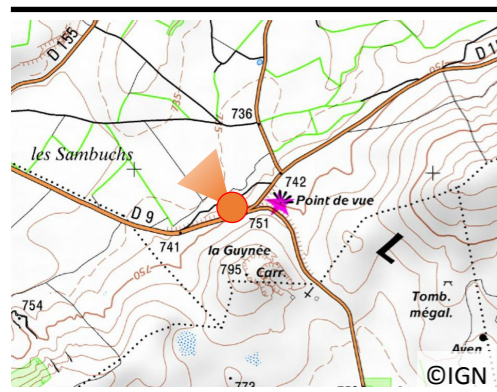 D 155
736
les Sambuchs
742
Point de vue
D 9
741
751
la Guynée
795
Carr.
754
Tomb.
mégal.
Aven
©IGN